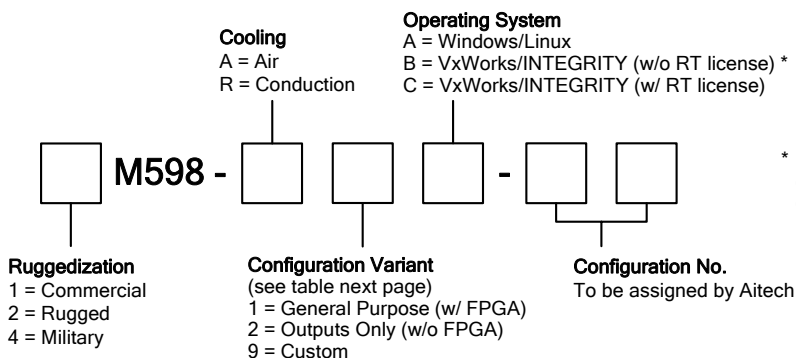 Operating System
A = Windows/Linux
B = VxWorks/INTEGRITY (w/o RT license) *
C = VxWorks/INTEGRITY (w/ RT license)
Cooling
A = Air
R = Conduction
M598 - -
*
Ruggedization
1 = Commercial
2 = Rugged
4 = Military
Configuration Variant
(see table next page)
1 = General Purpose (w/ FPGA)
2 = Outputs Only (w/o FPGA)
9 = Custom
Configuration No.
To be assigned by Aitech